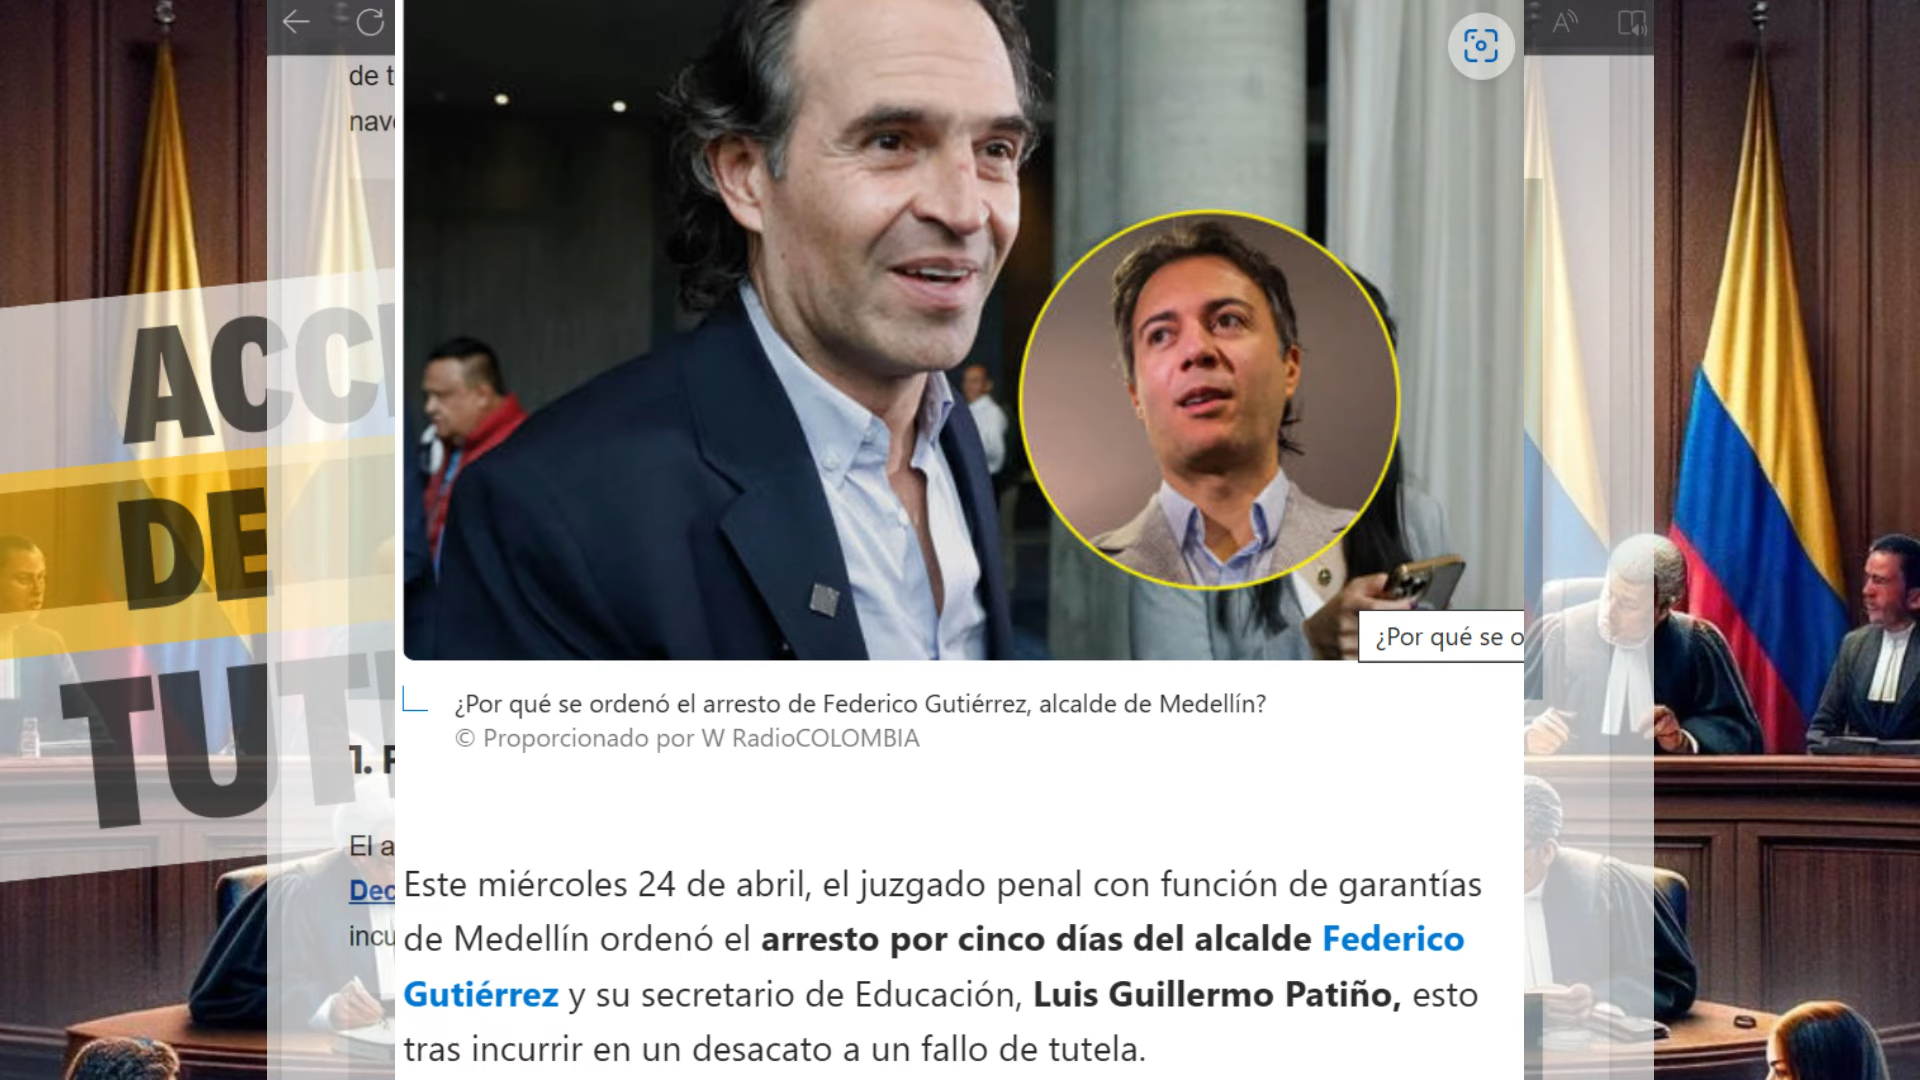 de t
nav
ACC
DE
TUT
1.
El a
Dec
incu
¿Por qué se o
¿Por qué se ordenó el arresto de Federico Gutiérrez, alcalde de Medellín?
© Proporcionado por W RadioCOLOMBIA
Este miércoles 24 de abril, el juzgado penal con función de garantías
de Medellín ordenó el arresto por cinco días del alcalde Federico
Gutiérrez y su secretario de Educación, Luis Guillermo Patiño, esto
tras incurrir en un desacato a un fallo de tutela.